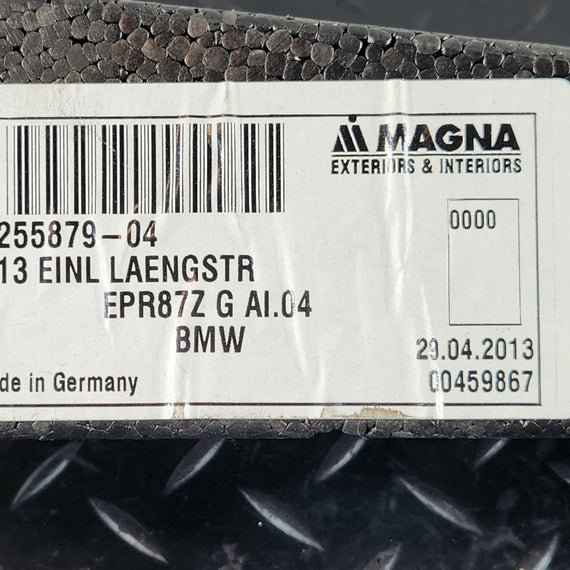 MAGNA
EXTERIORS & INTERIORS
255879-04
0000
13 EINL LAENGSTR
EPR87Z G AI.04
BMW
29.04.2013
de in Germany
00459867